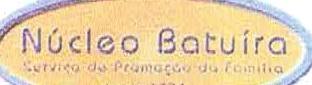 Núcleo Batuíra
Serviço de Promoção da Família